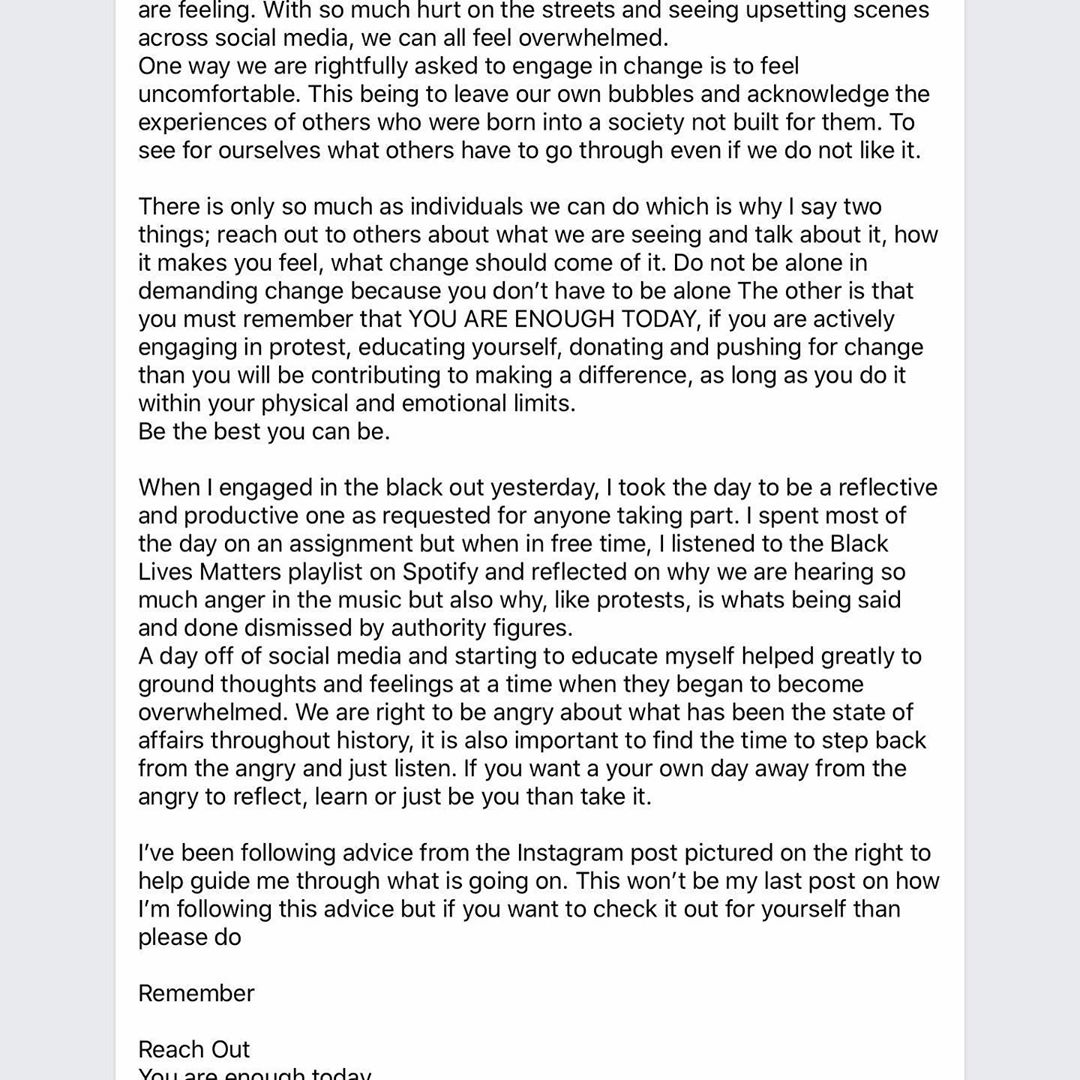 are feeling. With so much hurt on the streets and seeing upsetting scenes
across social media, we can all feel overwhelmed.
One way we are rightfully asked to engage in change is to feel
uncomfortable. This being to leave our own bubbles and acknowledge the
experiences of others who were born into a society not built for them. To
see for ourselves what others have to go through even if we do not like it.
There is only so much as individuals we can do which is why I say two
things; reach out to others about what we are seeing and talk about it, how
it makes you feel, what change should come of it. Do not be alone in
demanding change because you don’t have to be alone The other is that
you must remember that YOU ARE ENOUGH TODAY, if you are actively
engaging in protest, educating yourself, donating and pushing for change
than you will be contributing to making a difference, as long as you do it
within your physical and emotional limits.
Be the best you can be.
When I engaged in the black out yesterday, I took the day to be a reflective
and productive one as requested for anyone taking part. I spent most of
the day on an assignment but when in free time, I listened to the Black
Lives Matters playlist on Spotify and reflected on why we are hearing so
much anger in the music but also why, like protests, is whats being said
and done dismissed by authority figures.
A day off of social media and starting to educate myself helped greatly to
ground thoughts and feelings at a time when they began to become
overwhelmed. We are right to be angry about what has been the state of
affairs throughout history, it is also important to find the time to step back
from the angry and just listen. If you want a your own day away from the
angry to reflect, learn or just be you than take it.
I’ve been following advice from the Instagram post pictured on the right to
help guide me through what is going on. This won’t be my last post on how
I’m following this advice but if you want to check it out for yourself than
please do
Remember
Reach Out
You are enough today